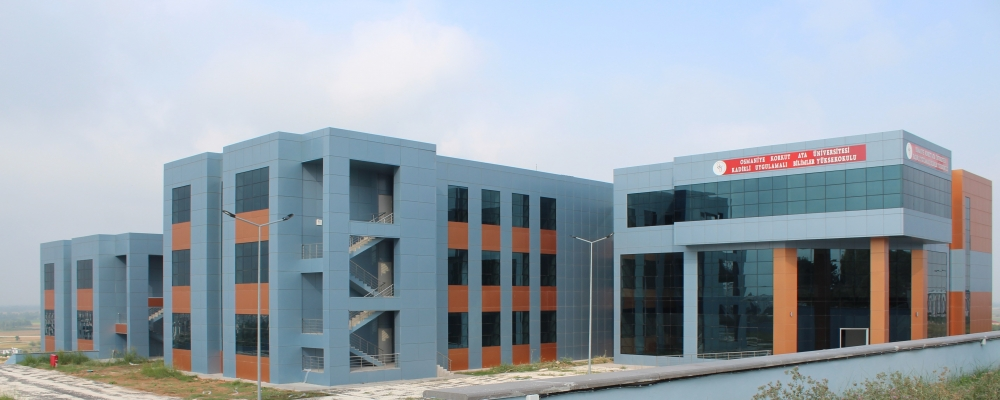 OSMANİYE KORKUT ATA ÜNİVERSİTESİ
KADİRLİ UYGULAMALI BİLİMLER YÜKSEKOKULU